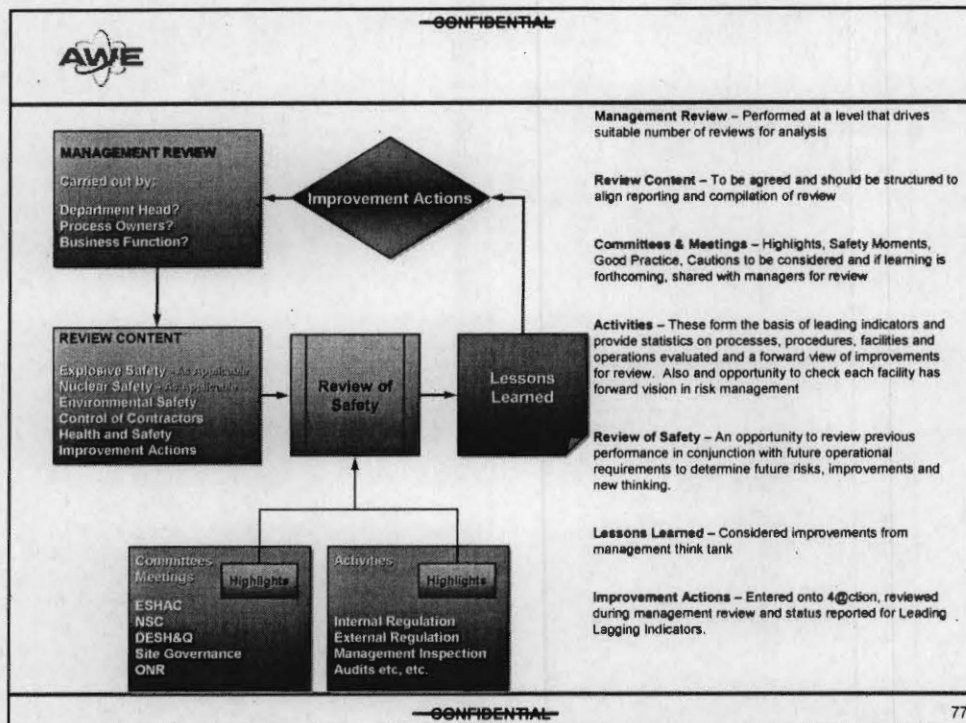 CONFIDENTIAL
AWE
MANAGEMENT REVIEW
Carried out by:
Department Head?
Process Owners?
Business Function?
Improvement Actions
REVIEW CONTENT
Explosive Safety - As Applicable
Nuclear Safety - As Applicable
Environmental Safety
Control of Contractors
Health and Safety
Improvement Actions
Review of
Safety
Lessons
Learned
Committees
Meetings
Highlights
ESHAC
NSC
DESH&Q
Site Governance
ONR
Activities
Highlights
Internal Regulation
External Regulation
Management Inspection
Audits etc, etc.
Management Review – Performed at a level that drives
suitable number of reviews for analysis
Review Content – To be agreed and should be structured to
align reporting and compilation of review
Committees & Meetings – Highlights, Safety Moments,
Good Practice, Cautions to be considered and if learning is
forthcoming, shared with managers for review
Activities – These form the basis of leading indicators and
provide statistics on processes, procedures, facilities and
operations evaluated and a forward view of improvements
for review. Also and opportunity to check each facility has
forward vision in risk management
Review of Safety – An opportunity to review previous
performance in conjunction with future operational
requirements to determine future risks, improvements and
new thinking.
Lessons Learned – Considered improvements from
management think tank
Improvement Actions – Entered onto 4@ction, reviewed
during management review and status reported for Leading
Lagging Indicators.
CONFIDENTIAL
77